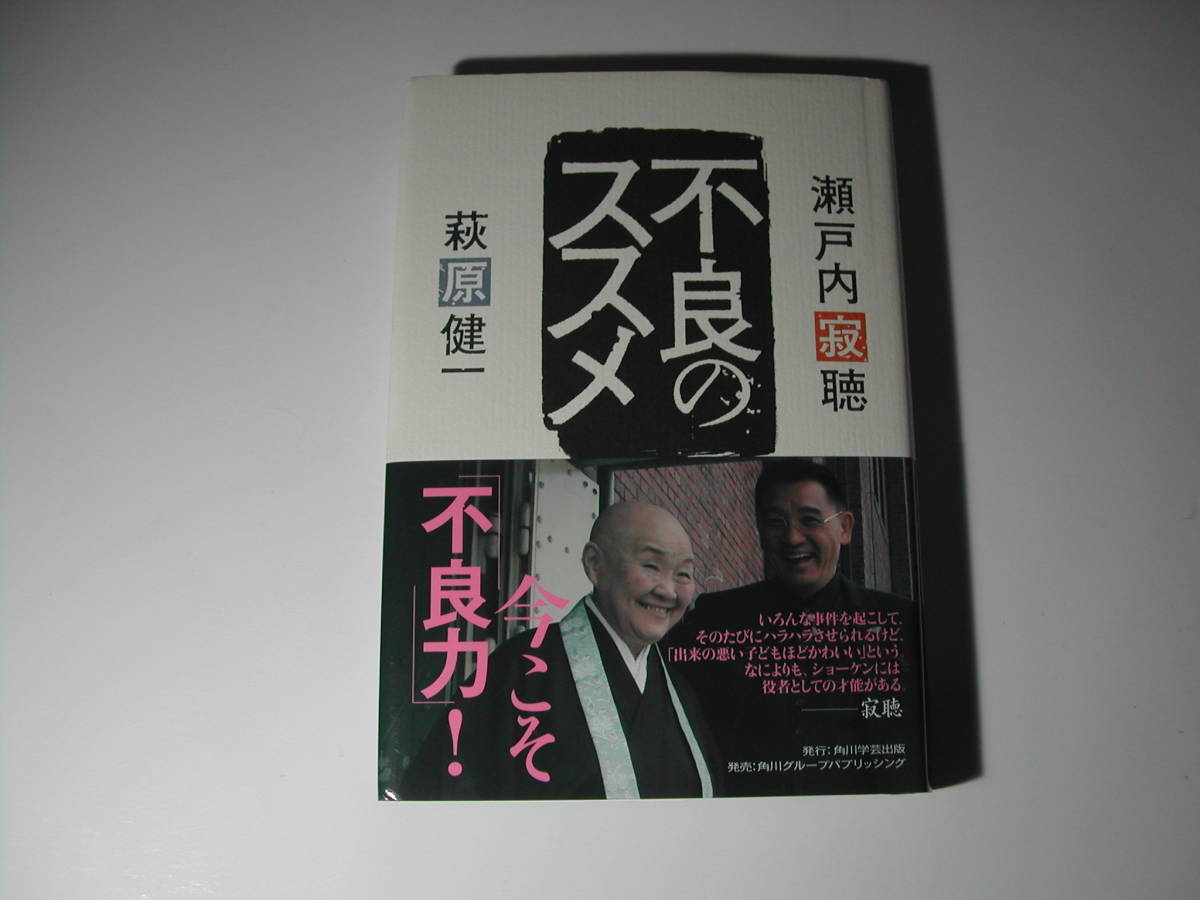 瀬戸内寂聴
不良の
ススメ
萩原健一
今こそ
「不良力」!
いろんな事件を起こして、
そのたびにハラハラさせられるけど、
「出来の悪い子どもほどかわいい」という。
なによりも、ショーケンには
役者としての才能がある。
――寂聴
発行:角川学芸出版
発売:角川グループパブリッシング